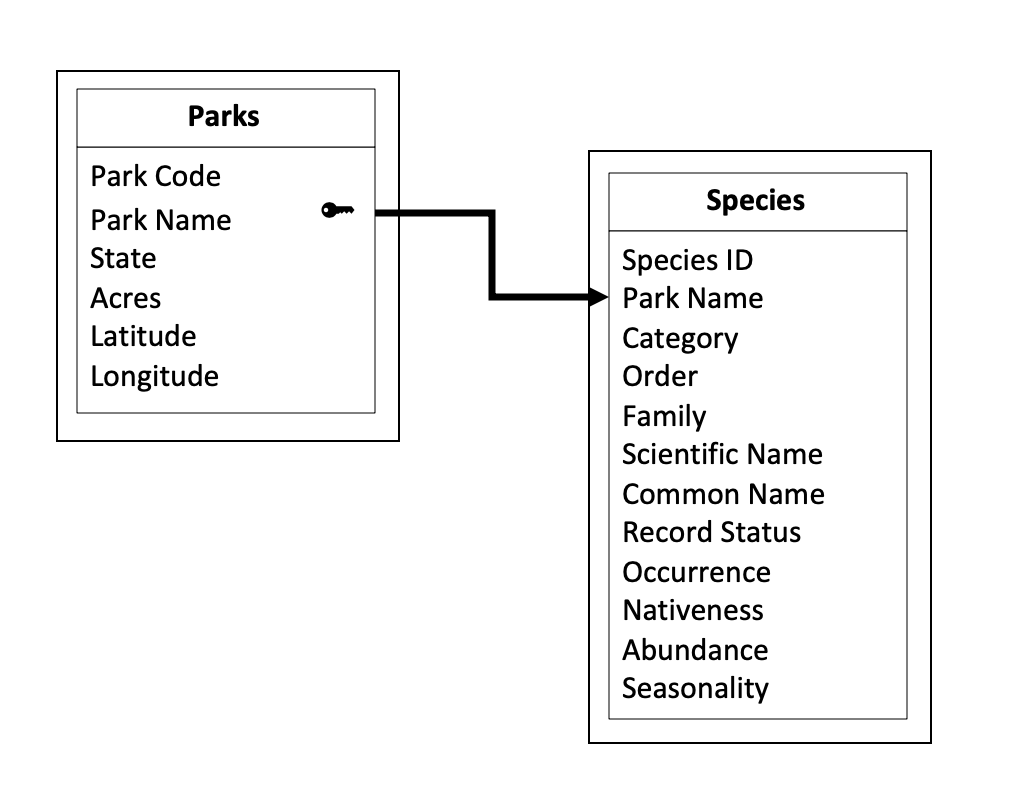 Parks
Park Code
Park Name
State
Acres
Latitude
Longitude
Species
Species ID
Park Name
Category
Order
Family
Scientific Name
Common Name
Record Status
Occurrence
Nativeness
Abundance
Seasonality